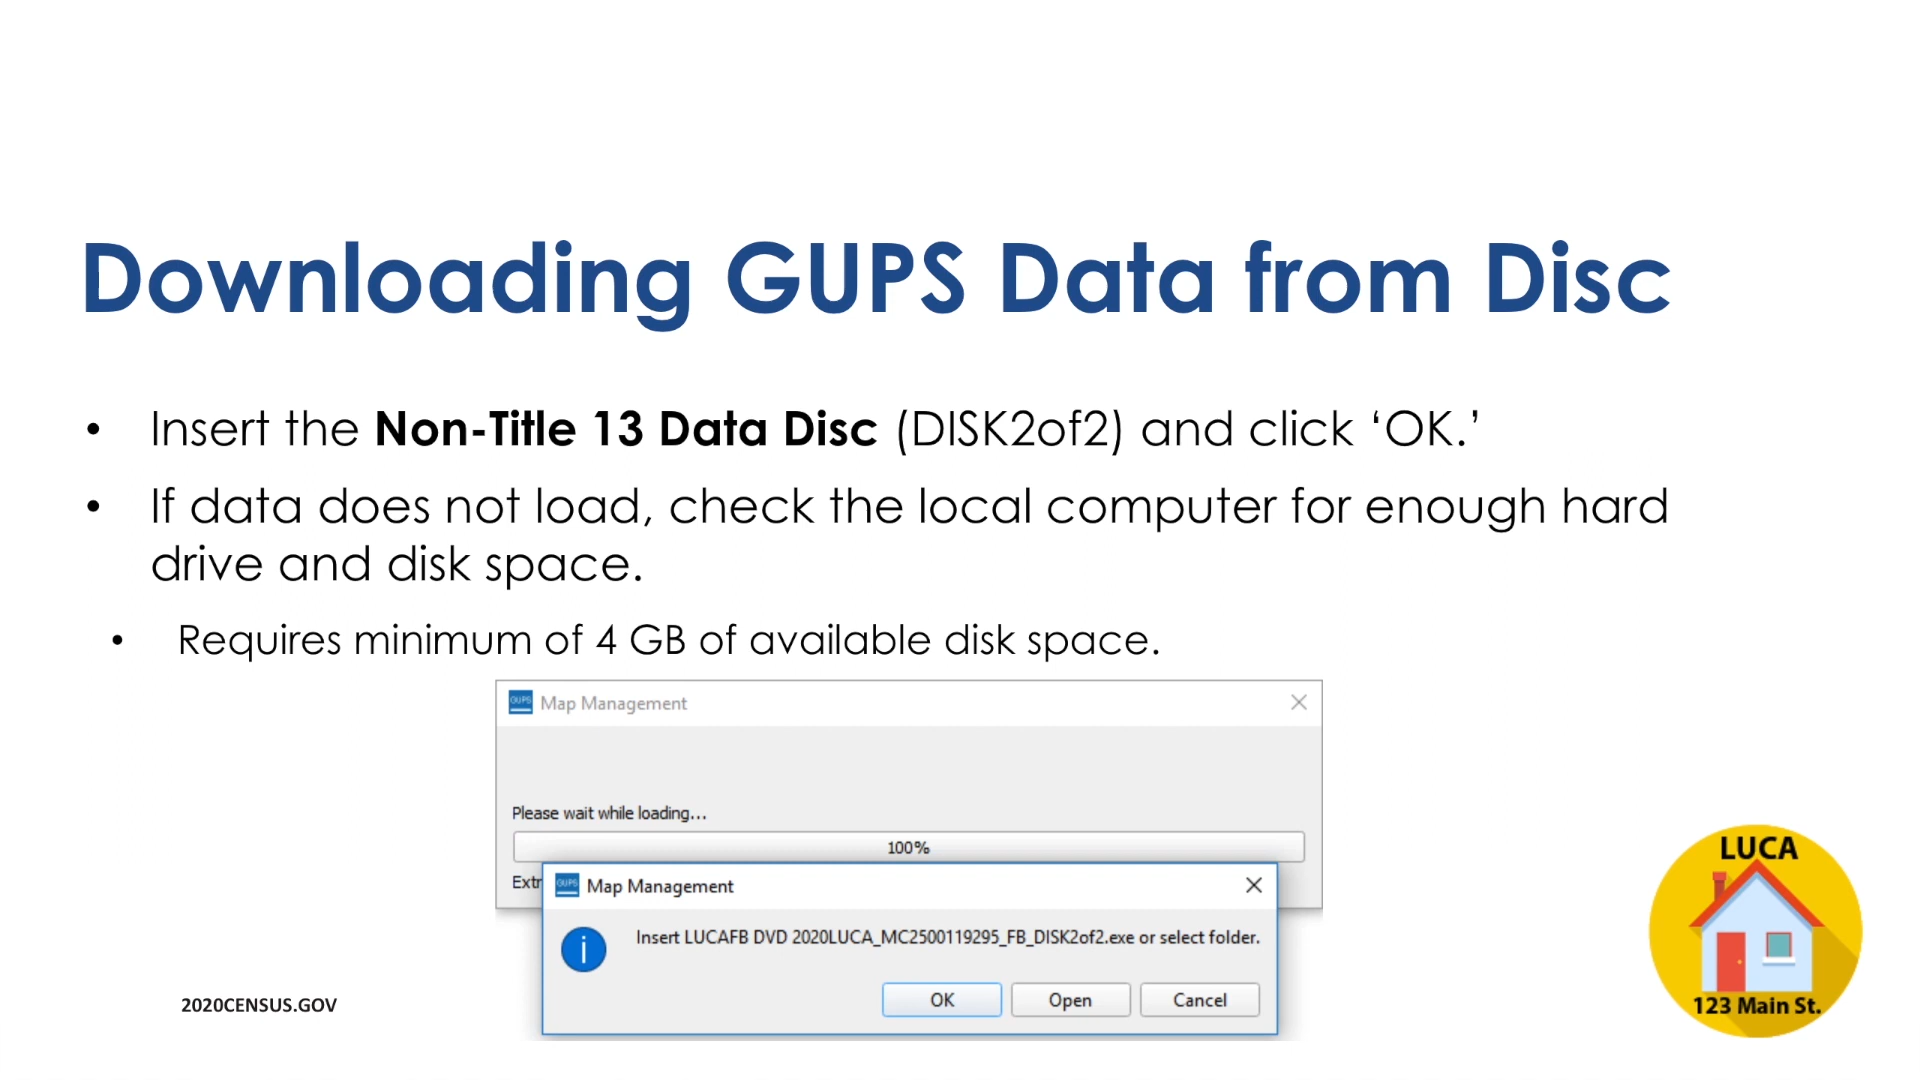 Downloading GUPS Data from Disc
• Insert the Non-Title 13 Data Disc (DISK2of2) and click ‘OK.’
• If data does not load, check the local computer for enough hard
drive and disk space.
• Requires minimum of 4 GB of available disk space.
GUPS Map Management
Please wait while loading...
100%
Extr
GUPS Map Management
Insert LUCAFB DVD 2020LUCA_MC2500119295_FB_DISK2of2.exe or select folder.
OK Open Cancel
2020CENSUS.GOV
LUCA
123 Main St.